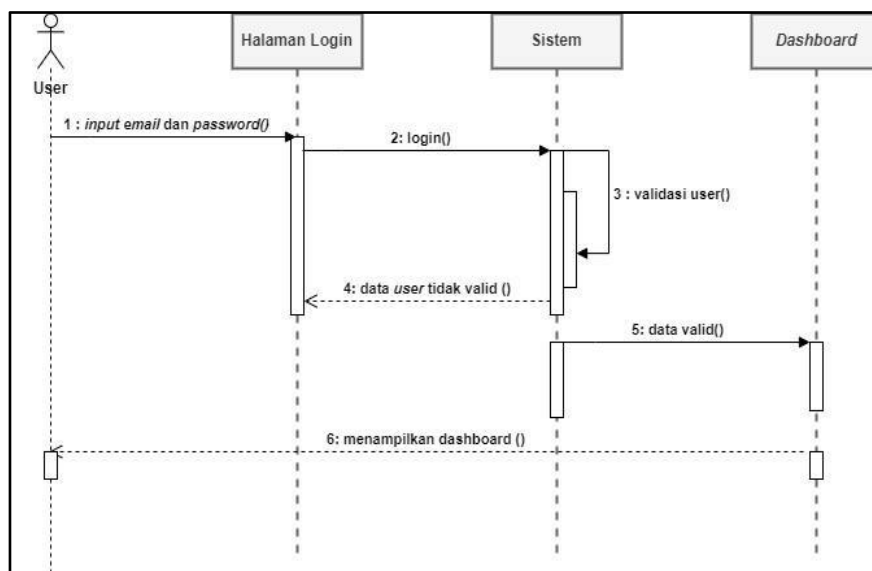 Halaman Login
Sistem
Dashboard
User
1 : input email dan password()
2: login()
3 : validasi user()
4: data user tidak valid ()
5: data valid()
6: menampilkan dashboard ()